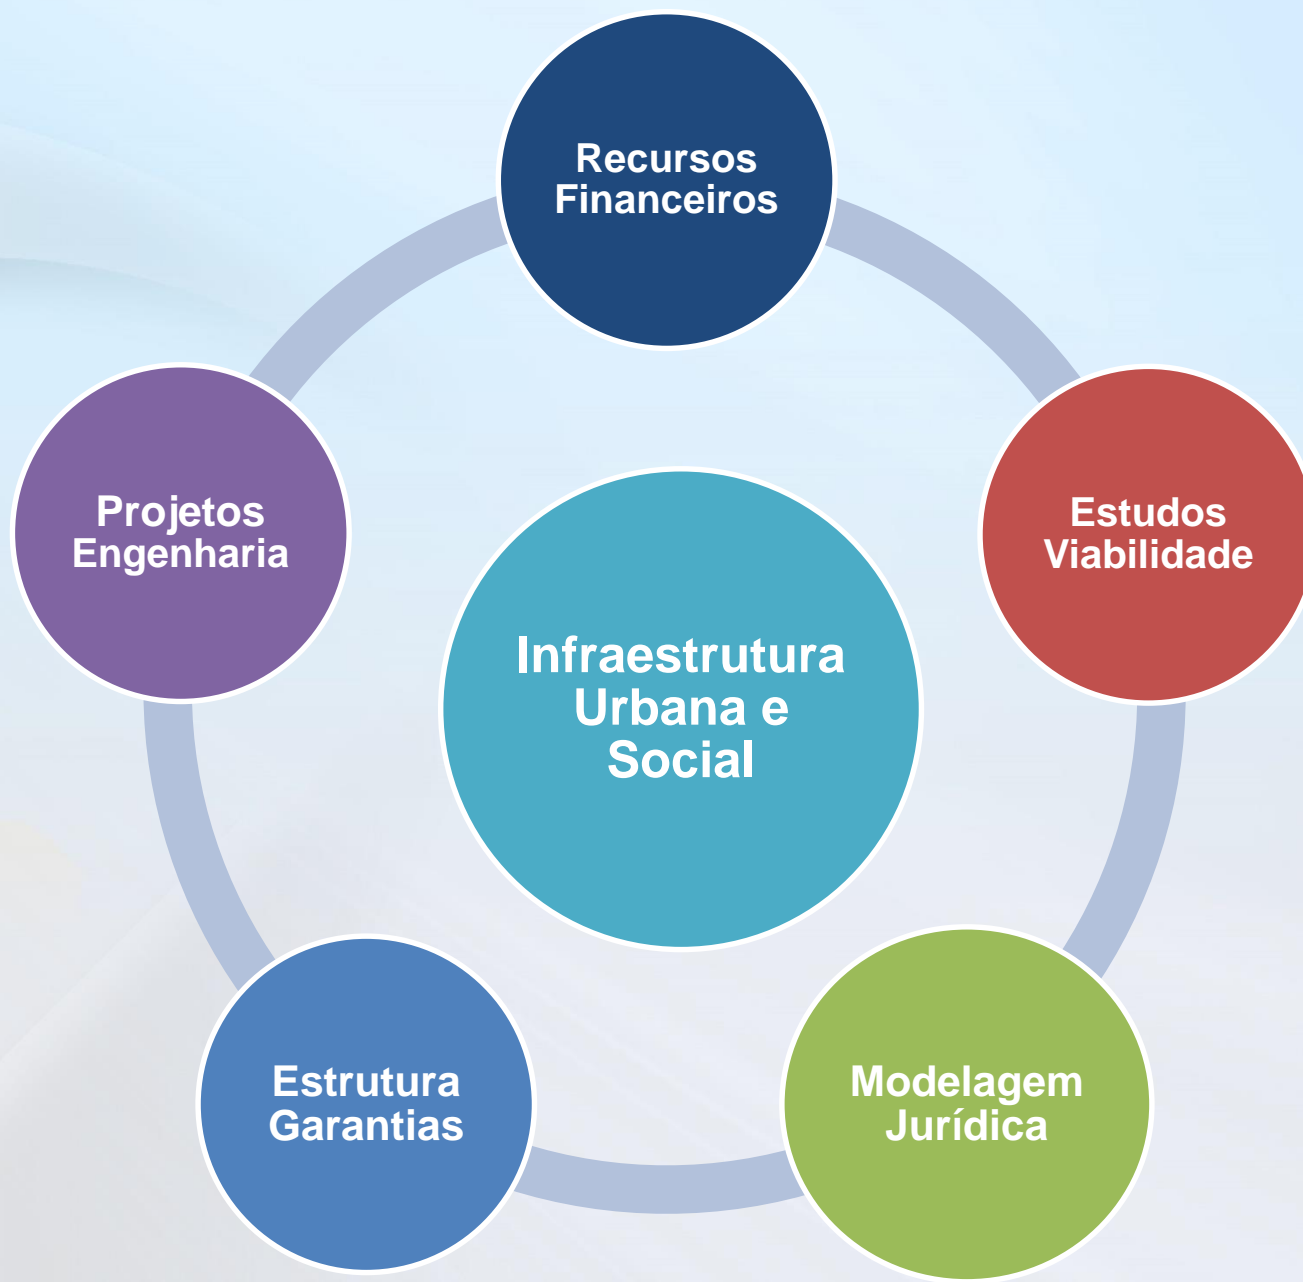 Recursos
Financeiros
Projetos
Engenharia
Estudos
Viabilidade
Infraestrutura
Urbana e
Social
Estrutura
Garantias
Modelagem
Jurídica